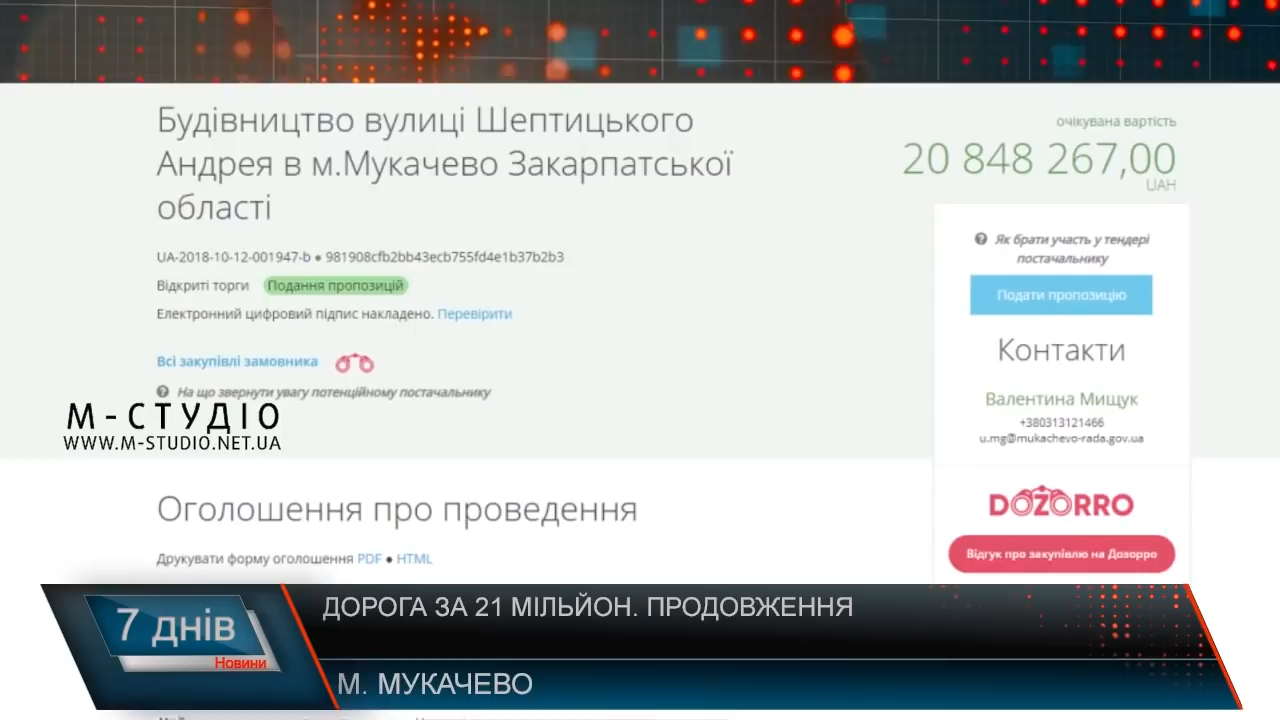 Будівництво вулиці Шептицького
Андрея в м.Мукачево Закарпатської
області
UA-2018-10-12-001947-b ● 981908cfb2bb43ecb755fd4e1b37b2b3
Відкриті торги Подання пропозицій
Електронний цифровий підпис накладено. Перевірити
Всі закупівлі замовника
На що звернути увагу потенційному постачальнику
очікувана вартість
20 848 267,00
UAH
Як брати участь у тендері
постачальнику
Подати пропозицію
Контакти
Валентина Мищук
+380313121466
u.mg@mukachevo-rada.gov.ua
DOZORRO
Відгук про закупівлю на Дозорро
М-СТУДІО
WWW.M-STUDIO.NET.UA
Оголошення про проведення
Друкувати форму оголошення PDF ● HTML
7 днів
Новини
ДОРОГА ЗА 21 МІЛЬЙОН. ПРОДОВЖЕННЯ
М. МУКАЧЕВО